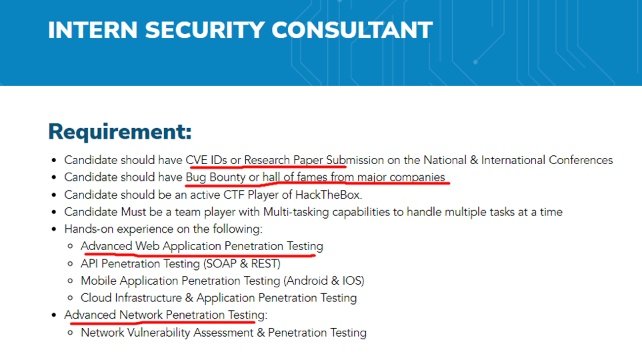 INTERN SECURITY CONSULTANT
Requirement:
Candidate should have CVE IDs or Research Paper Submission on the National & International Conferences
Candidate should have Bug Bounty or hall of fames from major companies
Candidate should be an active CTF Player of HackTheBox.
Candidate Must be a team player with Multi-tasking capabilities to handle multiple tasks at a time
Hands-on experience on the following:
Advanced Web Application Penetration Testing
API Penetration Testing (SOAP & REST)
Mobile Application Penetration Testing (Android & IOS)
Cloud Infrastructure & Application Penetration Testing
Advanced Network Penetration Testing:
Network Vulnerability Assessment & Penetration Testing